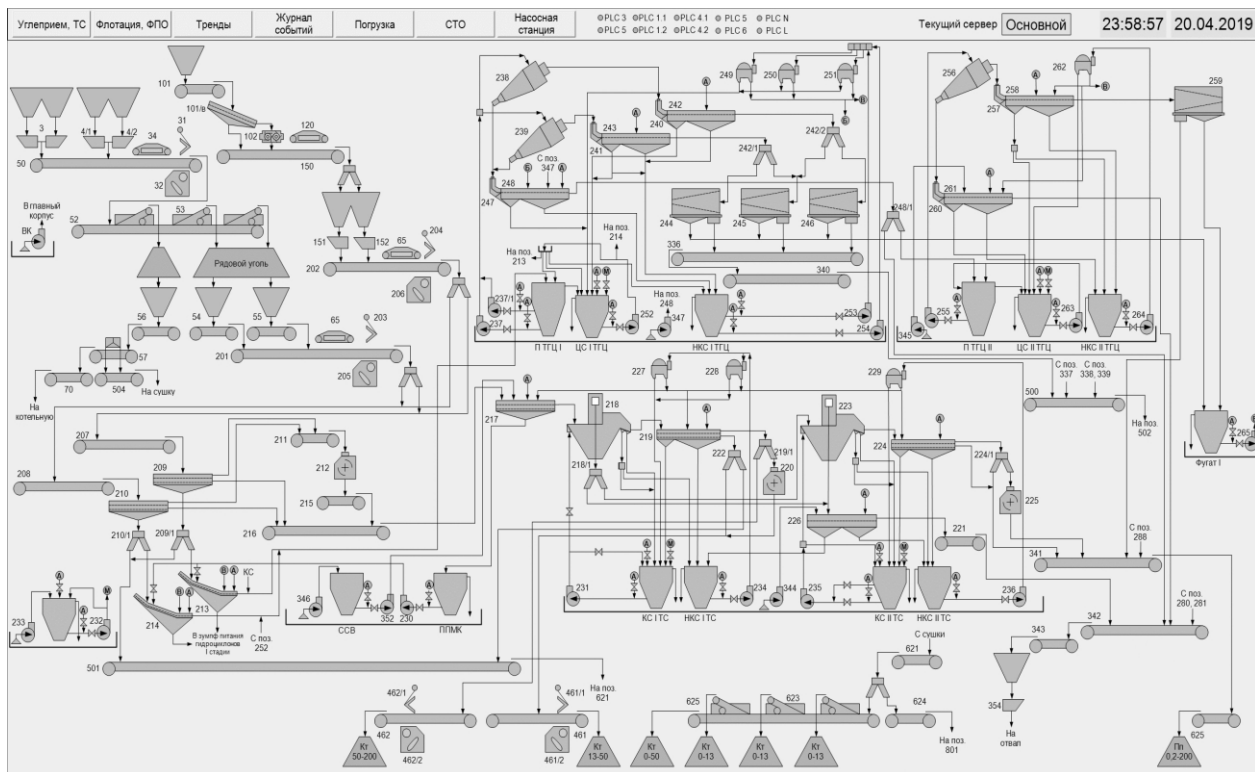 Углеприем, ТС
Флотация, ФПО
Тренды
Журнал
событий
Погрузка
СТО
Насосная
станция
PLC 3 PLC 1.1 PLC 4.1 PLC 5 PLC N
PLC 5 PLC 1.2 PLC 4.2 PLC 6 PLC L
Текущий сервер
Основной
23:58:57
20.04.2019
101
101/в
102
120
150
3
4/1
4/2
34
31
50
32
В главный
корпус
ВК
52
53
Рядовой уголь
151
152
65
204
202
206
56
54
55
65
203
57
201
205
70
504
На
котельную
На сушку
238
239
249
250
251
242
240
243
241
242/1
242/2
С поз.
347
А
Б
В
248
247
244
245
246
248/1
На поз.
213
На поз.
214
336
340
237/1
237
252
На поз.
248
347
253
254
П ТГЦ I
ЦС I ТГЦ
НКС I ТГЦ
256
257
258
262
259
261
260
255
345
263
264
П ТГЦ II
ЦС II ТГЦ
НКС II ТГЦ
С поз.
337
С поз.
338, 339
500
На поз.
502
265
Фугат I
207
208
209
210
211
212
215
216
210/1
209/1
217
218
227
228
219
218/1
222
219/1
220
223
229
224
224/1
225
226
221
341
С поз.
288
С поз.
280, 281
342
343
354
На
отвал
233
232
А
М
213
214
В А
КС
В зумпф питания
гидроциклонов
I стадии
С поз.
252
346
352
230
ССВ
ППМК
231
234
344
235
236
КС I ТС
НКС I ТС
КС II ТС
НКС II ТС
501
На поз.
621
462/1
462
462/2
461/1
461
461/2
Кт
50-200
Кт
13-50
Кт
0-50
Кт
0-13
Кт
0-13
Кт
0-13
625
623
С сушки
621
624
На поз.
801
625
Пп
0,2-200